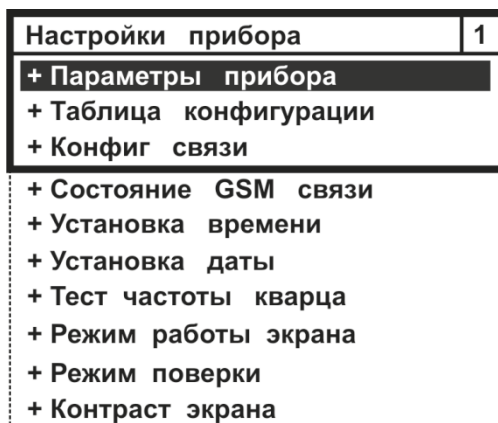 Настройки прибора 1
+ Параметры прибора
+ Таблица конфигурации
+ Конфиг связи
+ Состояние GSM связи
+ Установка времени
+ Установка даты
+ Тест частоты кварца
+ Режим работы экрана
+ Режим поверки
+ Контраст экрана